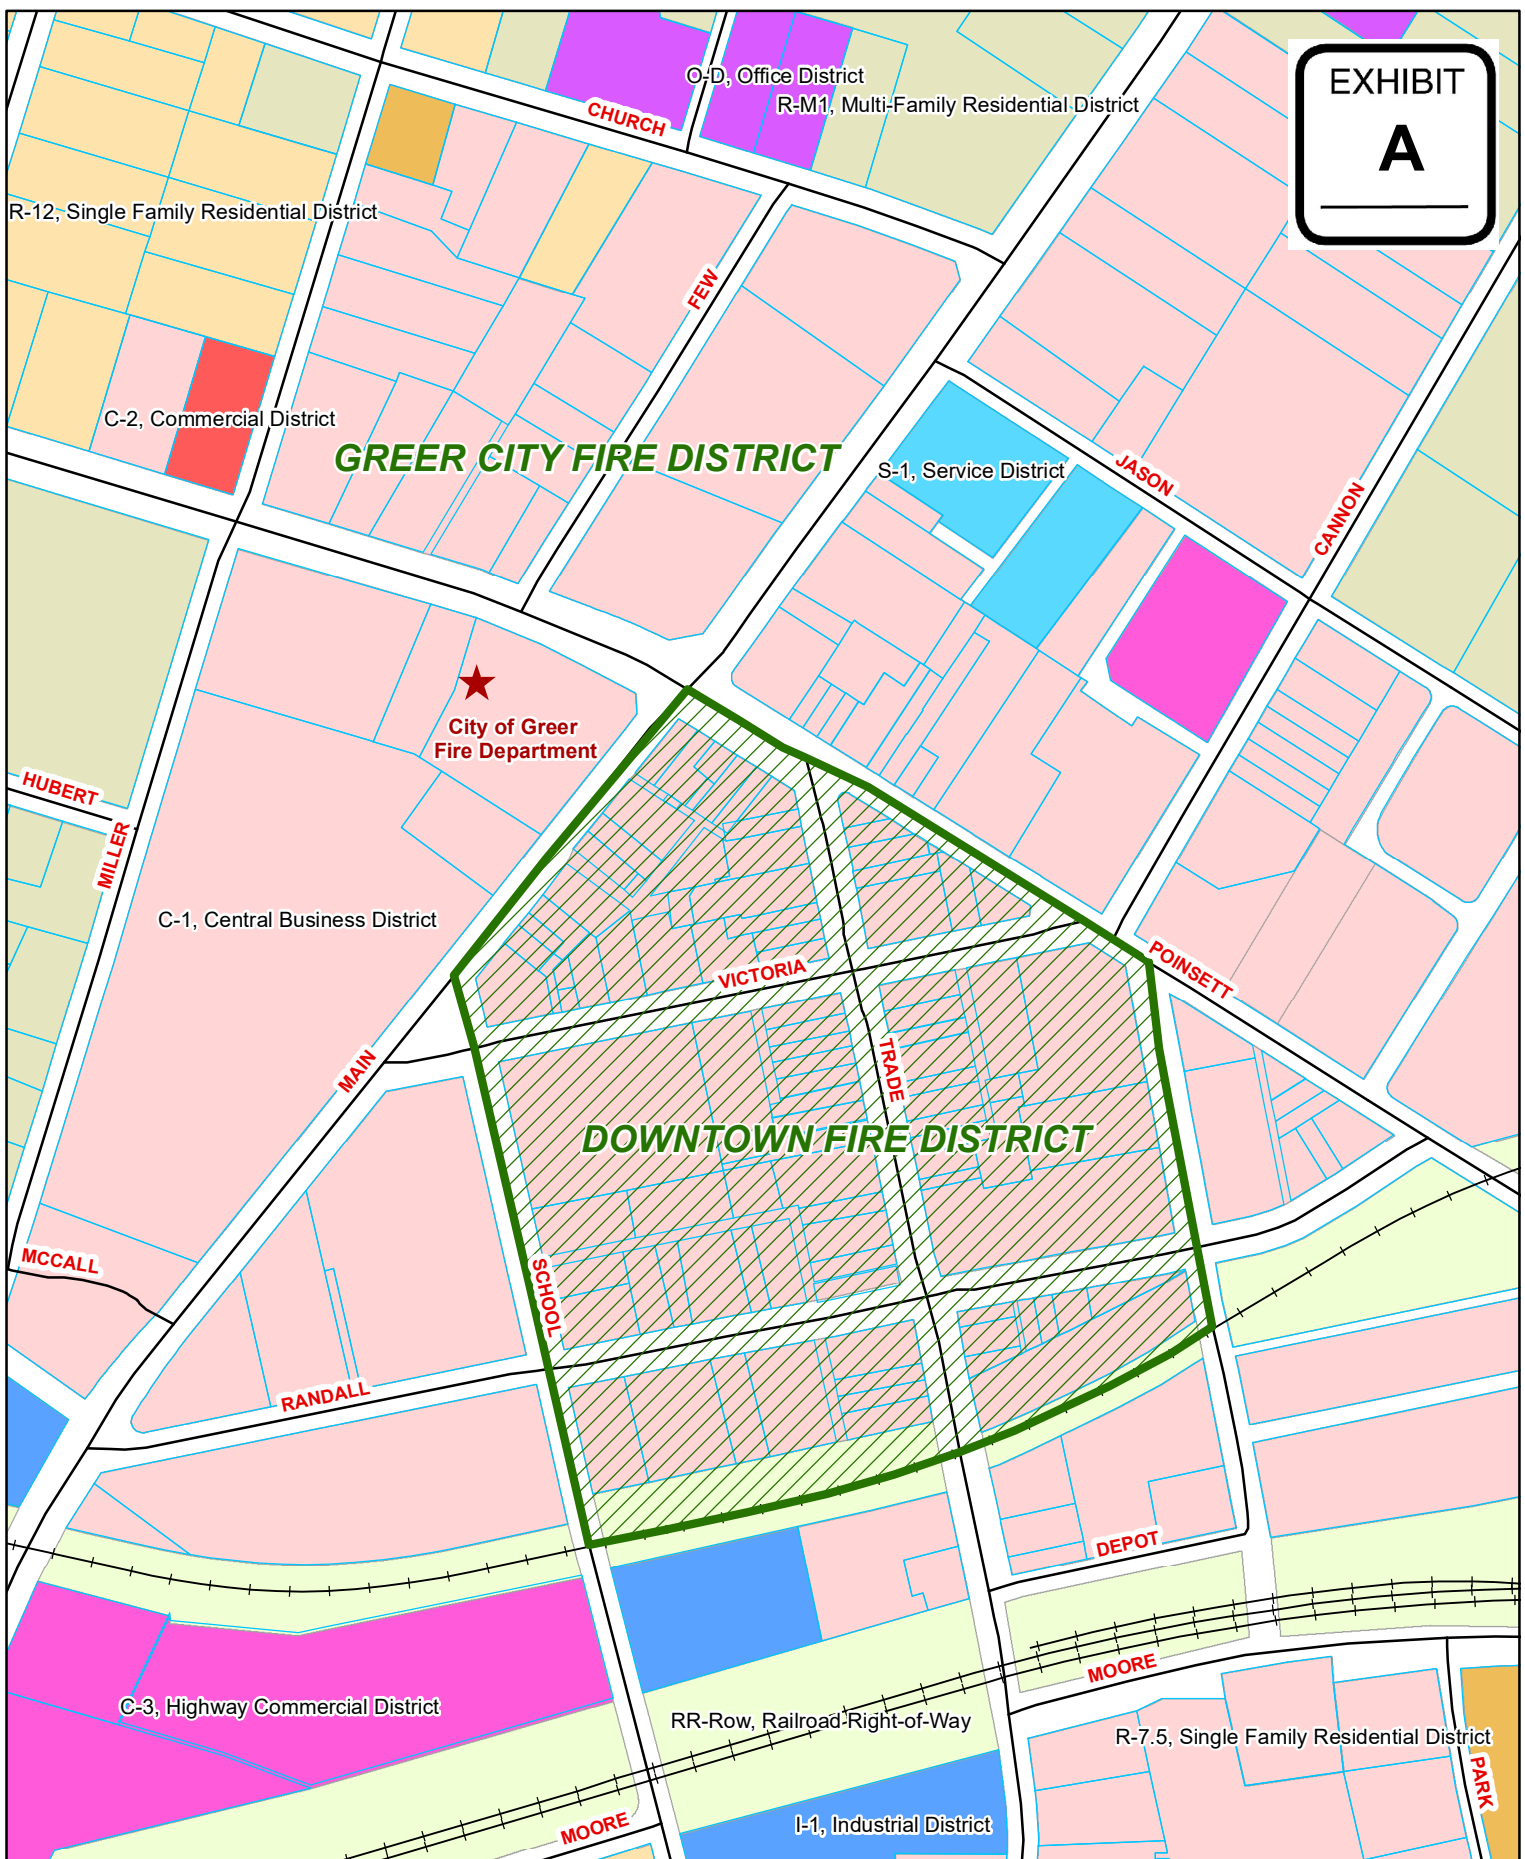 O-D, Office District
EXHIBIT
A
R-M1, Multi-Family Residential District
CHURCH
R-12, Single Family Residential District
FEW
C-2, Commercial District
GREER CITY FIRE DISTRICT
S-1, Service District
JASON
CANNON
City of Greer
Fire Department
HUBERT
MILLER
C-1, Central Business District
VICTORIA
POINSETT
MAIN
TRADE
DOWNTOWN FIRE DISTRICT
MCCALL
SCHOOL
RANDALL
DEPOT
MOORE
C-3, Highway Commercial District
RR-Row, Railroad Right-of-Way
R-7.5, Single Family Residential District
PARK
MOORE
I-1, Industrial District